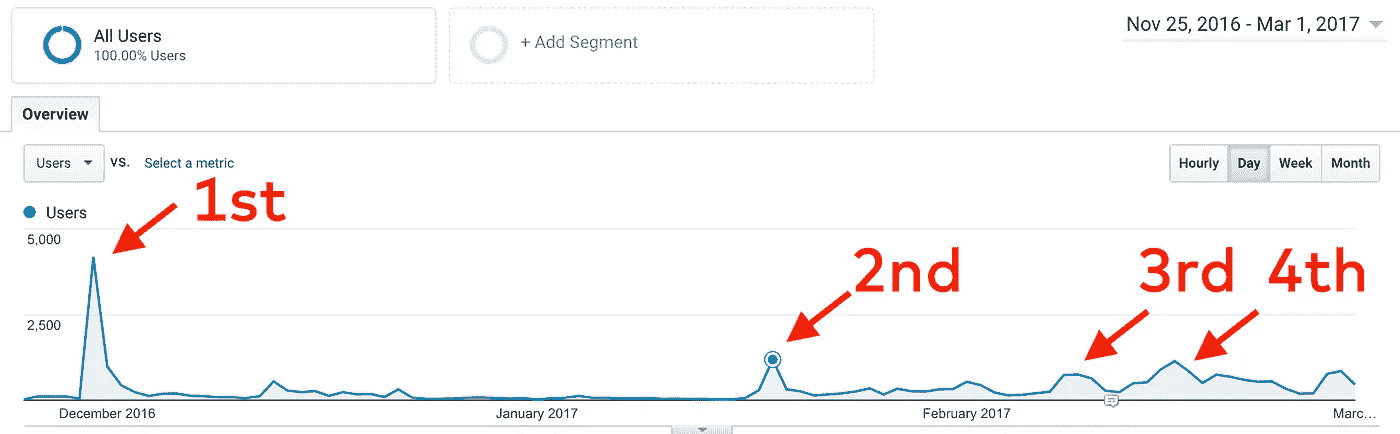 All Users
100.00% Users
+ Add Segment
Nov 25, 2016 - Mar 1, 2017
Overview
Users
vs.
Select a metric
Hourly
Day
Week
Month
1st
Users
5,000
2nd
3rd
4th
2,500
December 2016
January 2017
February 2017
Marc...